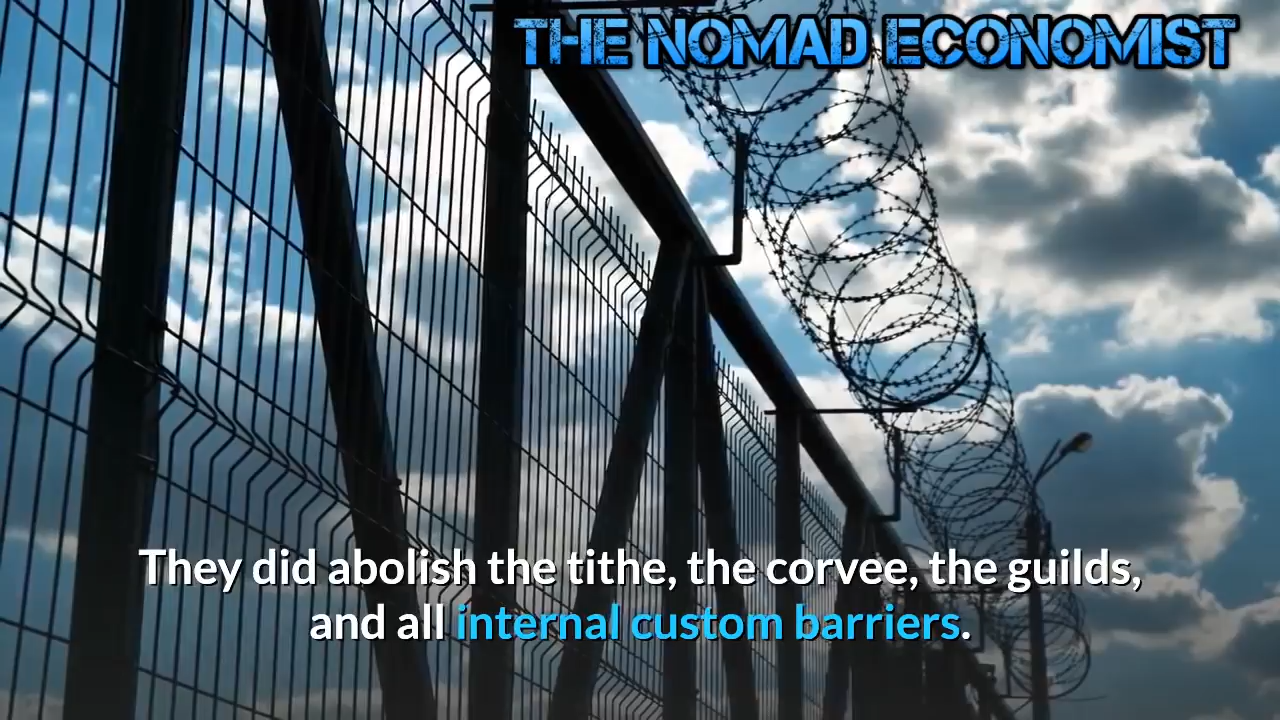 THE NOMAD ECONOMIST
They did abolish the tithe, the corvee, the guilds,
and all internal custom barriers.